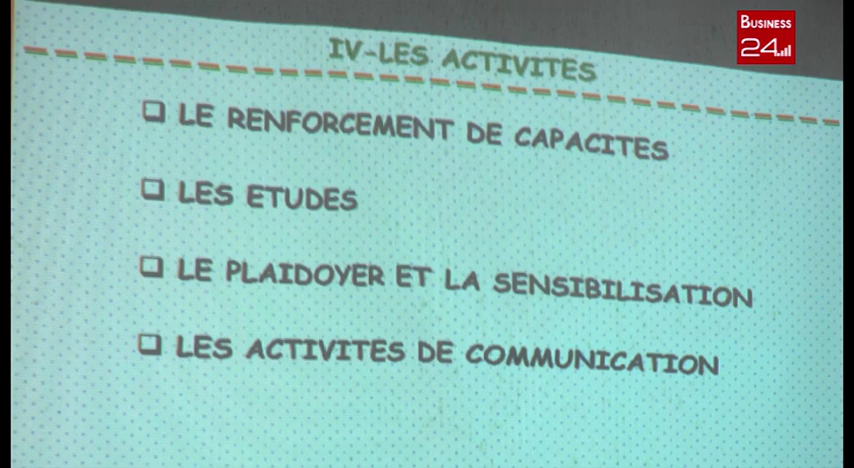 BUSINESS
24
IV-LES ACTIVITES
LE RENFORCEMENT DE CAPACITES
LES ETUDES
LE PLAIDOYER ET LA SENSIBILISATION
LES ACTIVITES DE COMMUNICATION